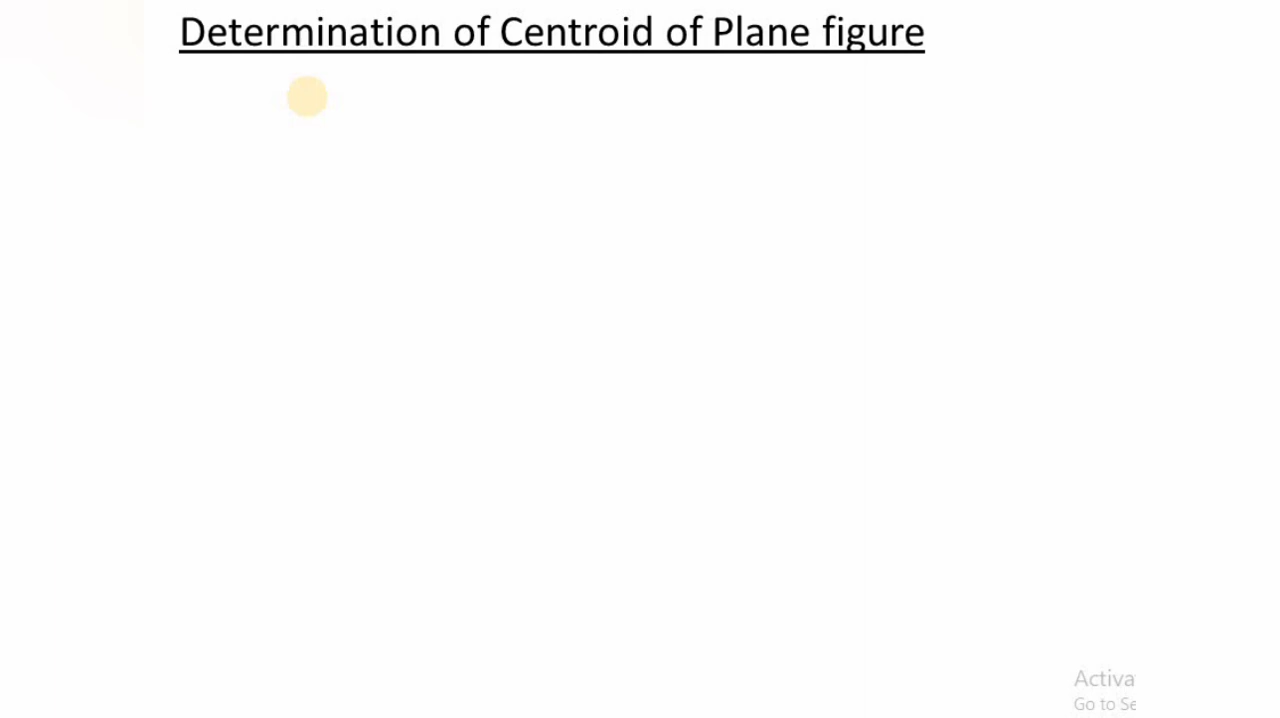 Determination of Centroid of Plane figure
Activa
Go to Se